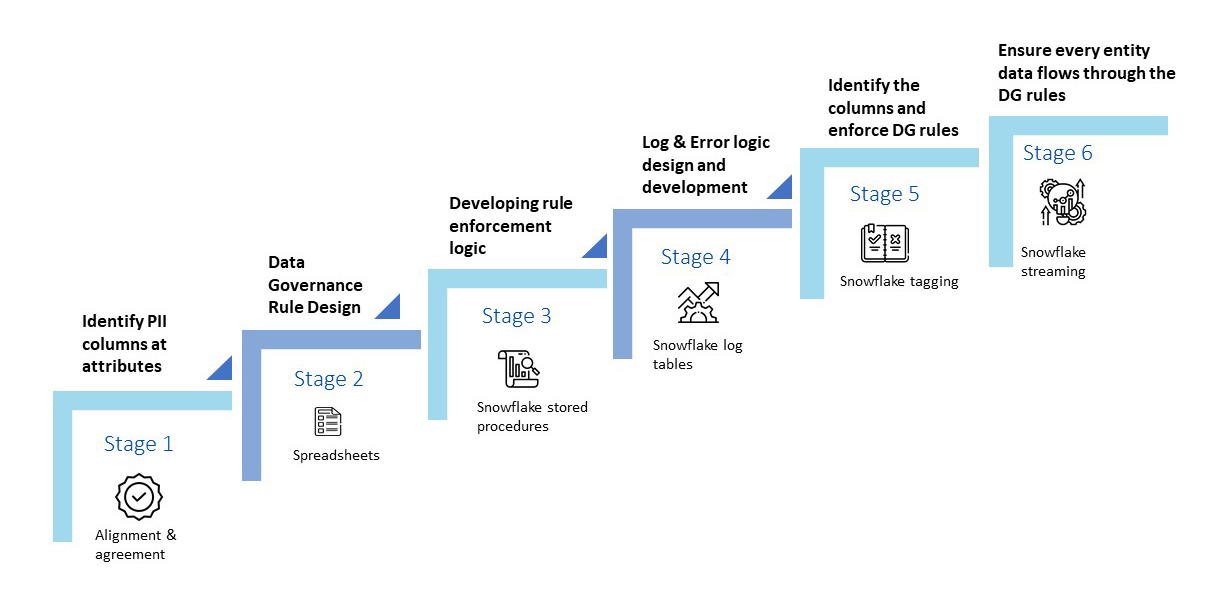 Identify PII
columns at
attributes
Stage 1
Alignment &
agreement
Data
Governance
Rule Design
Stage 2
Spreadsheets
Developing rule
enforcement
logic
Stage 3
Snowflake stored
procedures
Log & Error logic
design and
development
Stage 4
Snowflake log
tables
Identify the
columns and
enforce DG rules
Stage 5
Snowflake tagging
Ensure every entity
data flows through the
DG rules
Stage 6
Snowflake
streaming